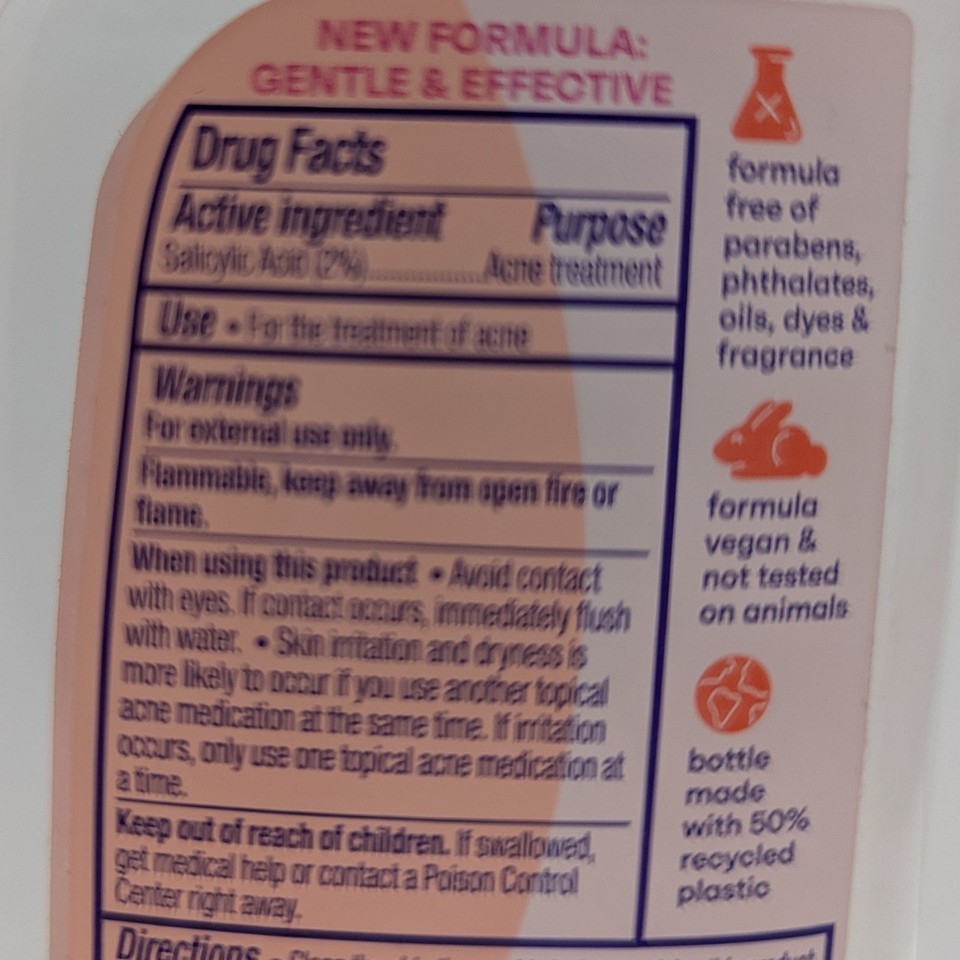 NEW FORMULA:
GENTLE & EFFECTIVE
Drug Facts
Active ingredient Purpose
Salicylic Acid (2%)....................Acne treatment
Use • For the treatment of acne
Warnings
For external use only.
Flammable, keep away from open fire or
flame.
When using this product • Avoid contact
with eyes. If contact occurs, immediately flush
with water. • Skin irritation and dryness is
more likely to occur if you use another topical
acne medication at the same time. If irritation
occurs, only use one topical acne medication at
a time.
Keep out of reach of children. If swallowed,
get medical help or contact a Poison Control
Center right away.
Directions
formula
free of
parabens,
phthalates,
oils, dyes &
fragrance
formula
vegan &
not tested
on animals
bottle
made
with 50%
recycled
plastic